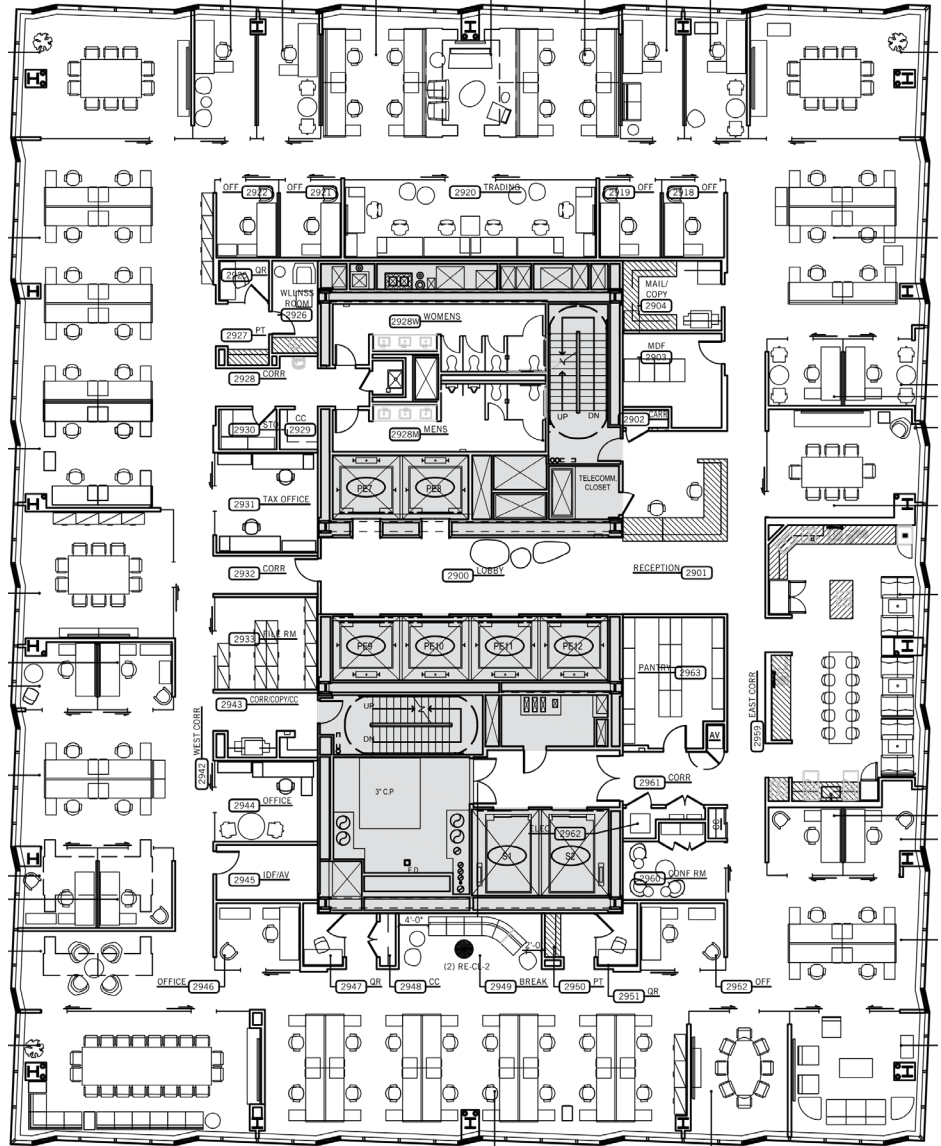 OFF 2922
OFF 2921
2920 TRADING
2919 OFF
2918 OFF
QR
WLLNSS
ROOM
2926
MAIL/
COPY
2904
2927 PT
2928W WOMENS
MDF
2903
2928 CORR
UP DN
2902
2930 STO
CC
2929
2928M MENS
PE7
PE8
TELECOMM.
CLOSET
2931 TAX OFFICE
2932 CORR
2900 LOBBY
RECEPTION 2901
2933 FILE RM
PE9
PE10
PE11
PE12
PANTRY 2963
2943 CORR/COPY/CC
UP
DN
WEST CORR
2942
EAST CORR
2959
AV
2961 CORR
2944 OFFICE
3" C.P
ELEC 2962
S1
S2
2945 IDF/AV
F.D.
2960 CONF RM
4'-0"
2'-0"
(2) RE-CL-2
OFFICE 2946
2947 QR
2948 CC
2949 BREAK
2950 PT
2951 QR
2952 OFF